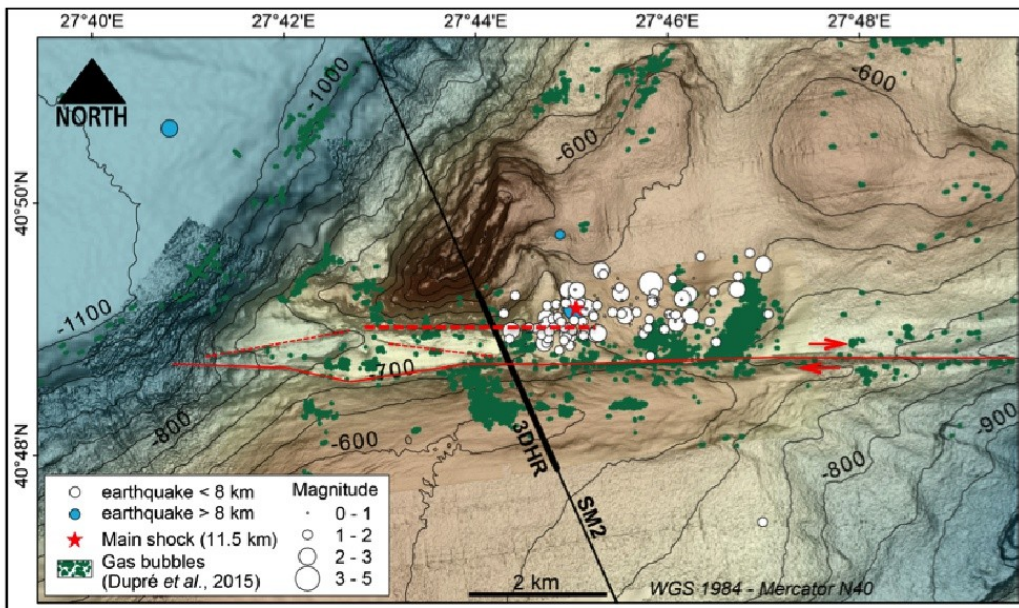 27°40'E 27°42'E 27°44'E 27°46'E 27°48'E
NORTH
-1000
-600
-600
40°50'N
-1100
-700
-800
-600
-900
-800
40°48'N
3DHR
SM2
earthquake < 8 km
earthquake > 8 km
Main shock (11.5 km)
Gas bubbles
(Dupré et al., 2015)
Magnitude
0 - 1
1 - 2
2 - 3
3 - 5
2 km
WGS 1984 - Mercator N40